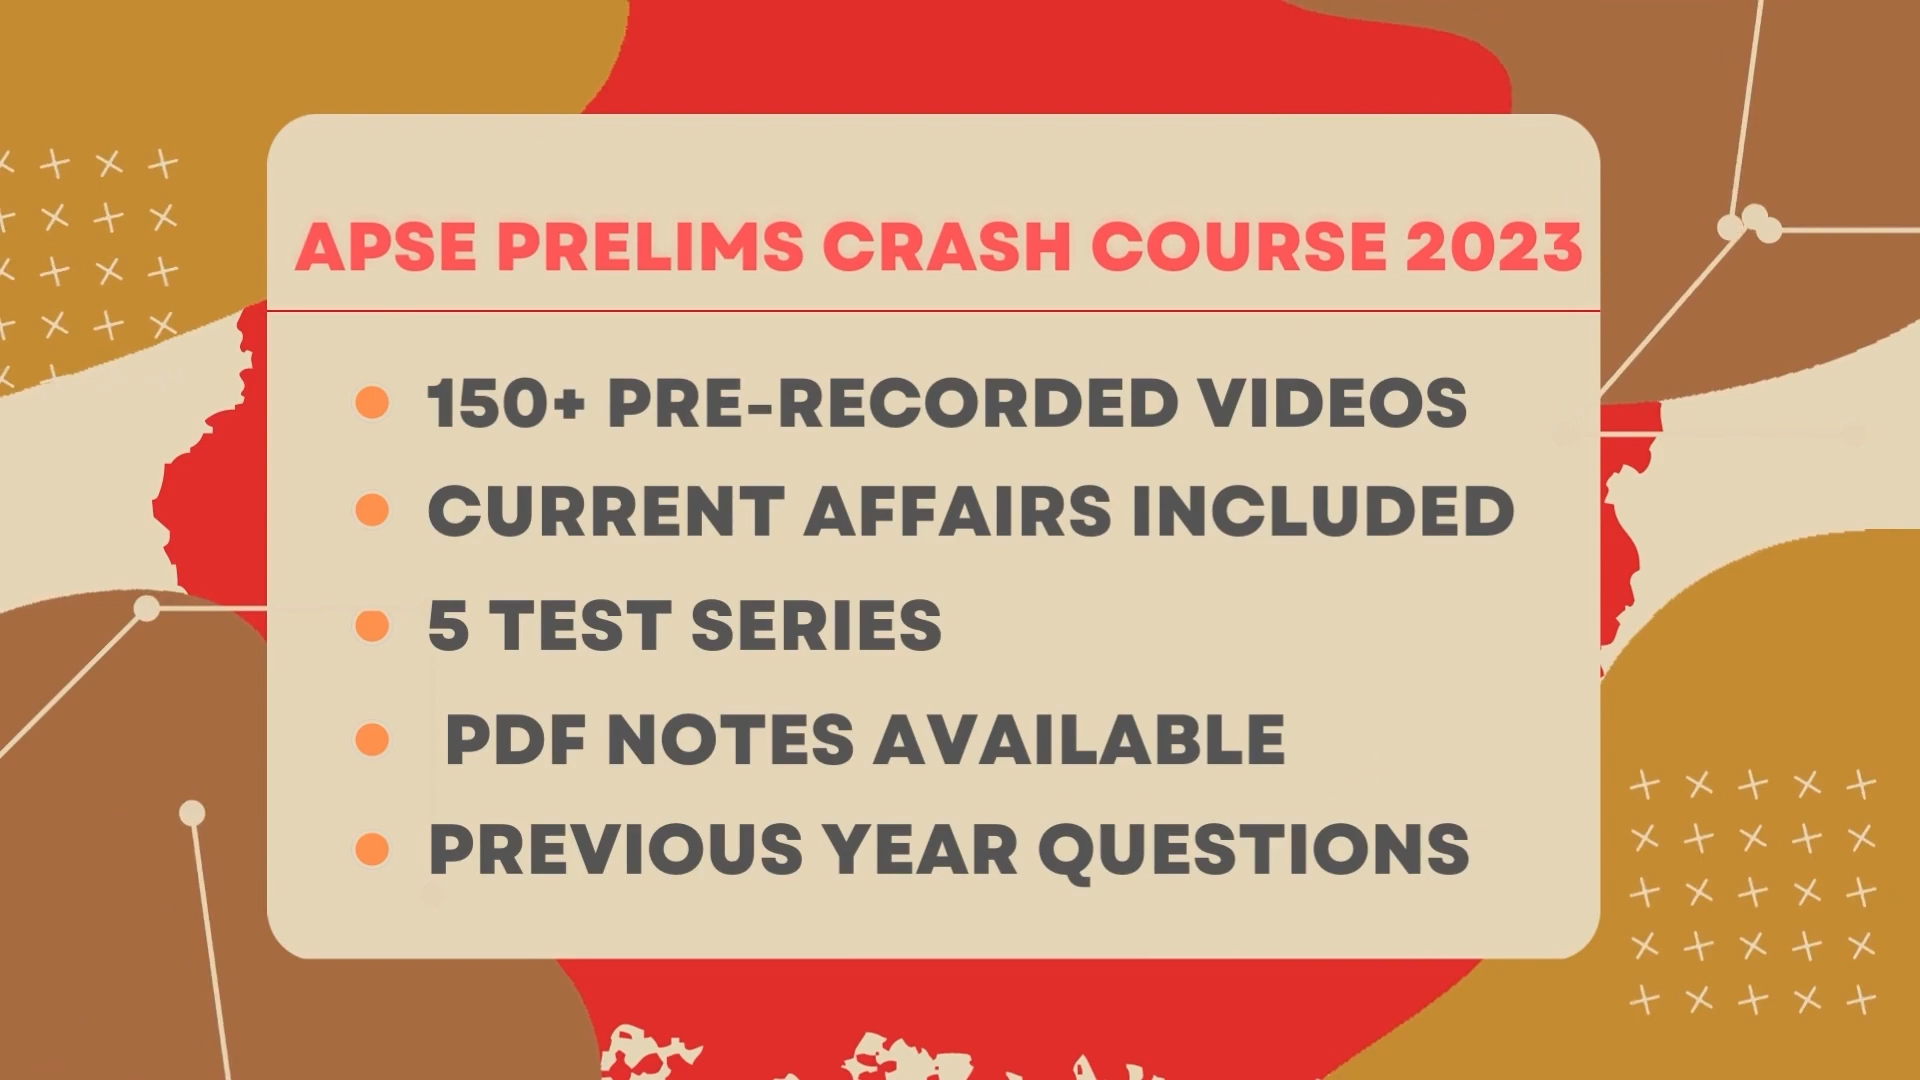 APSE PRELIMS CRASH COURSE 2023
150+ PRE-RECORDED VIDEOS
CURRENT AFFAIRS INCLUDED
5 TEST SERIES
PDF NOTES AVAILABLE
PREVIOUS YEAR QUESTIONS